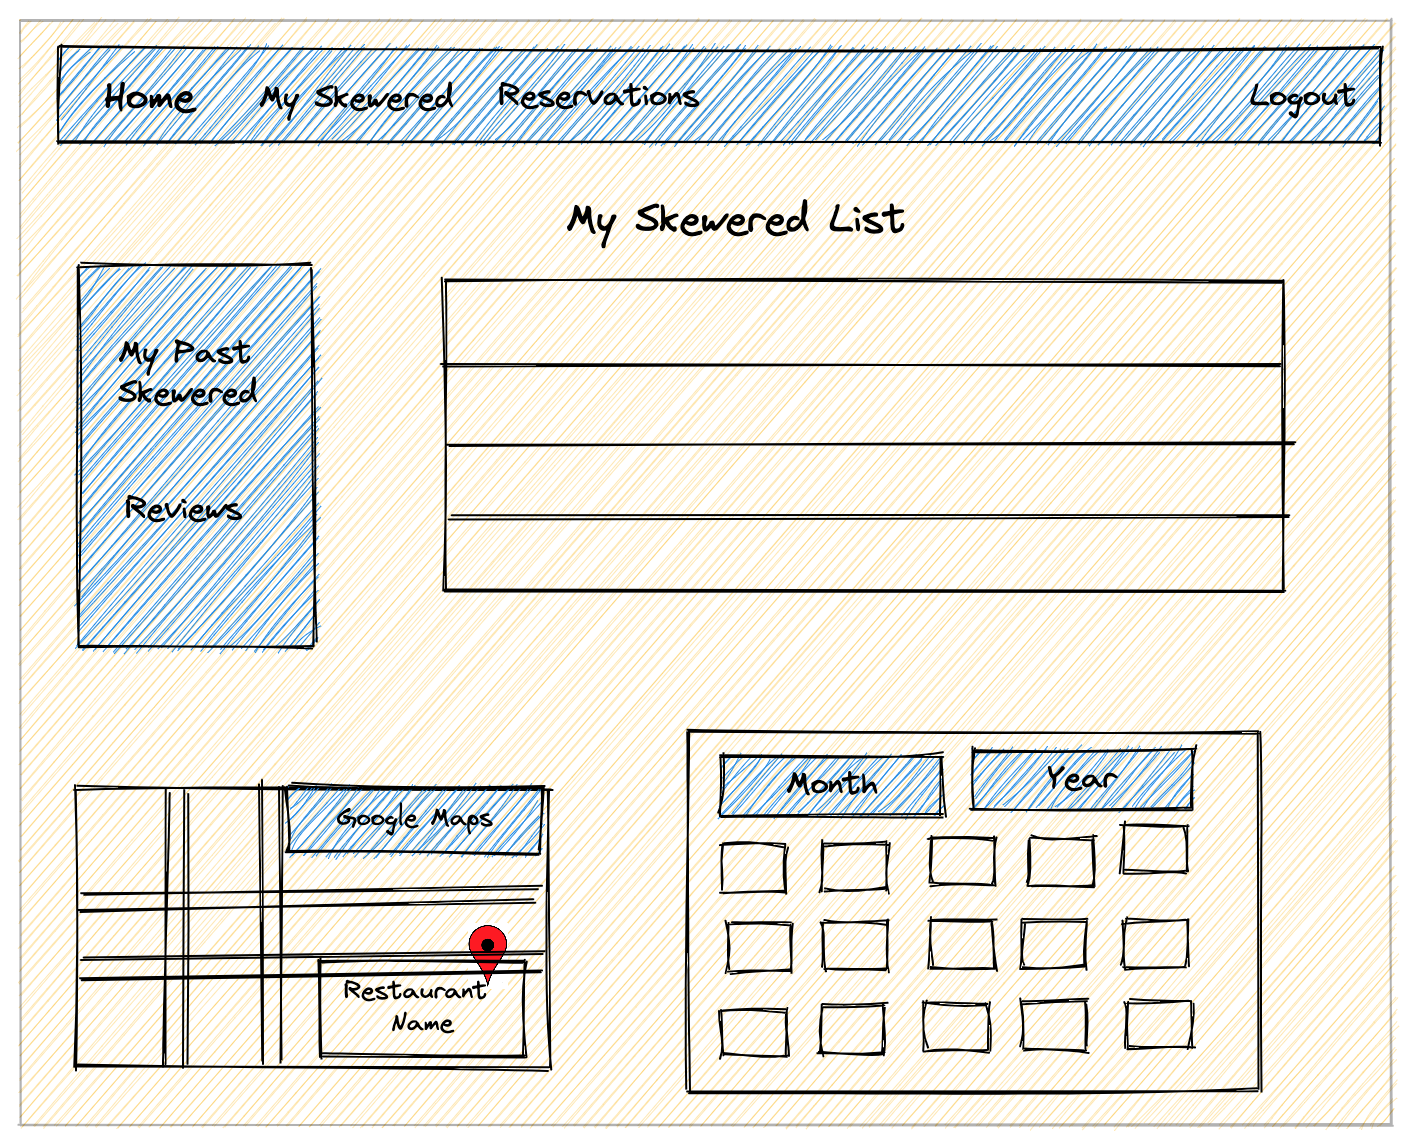 Home My Skewered Reservations Logout
My Skewered List
My Past
Skewered
Reviews
Google Maps
Restaurant
Name
Month Year